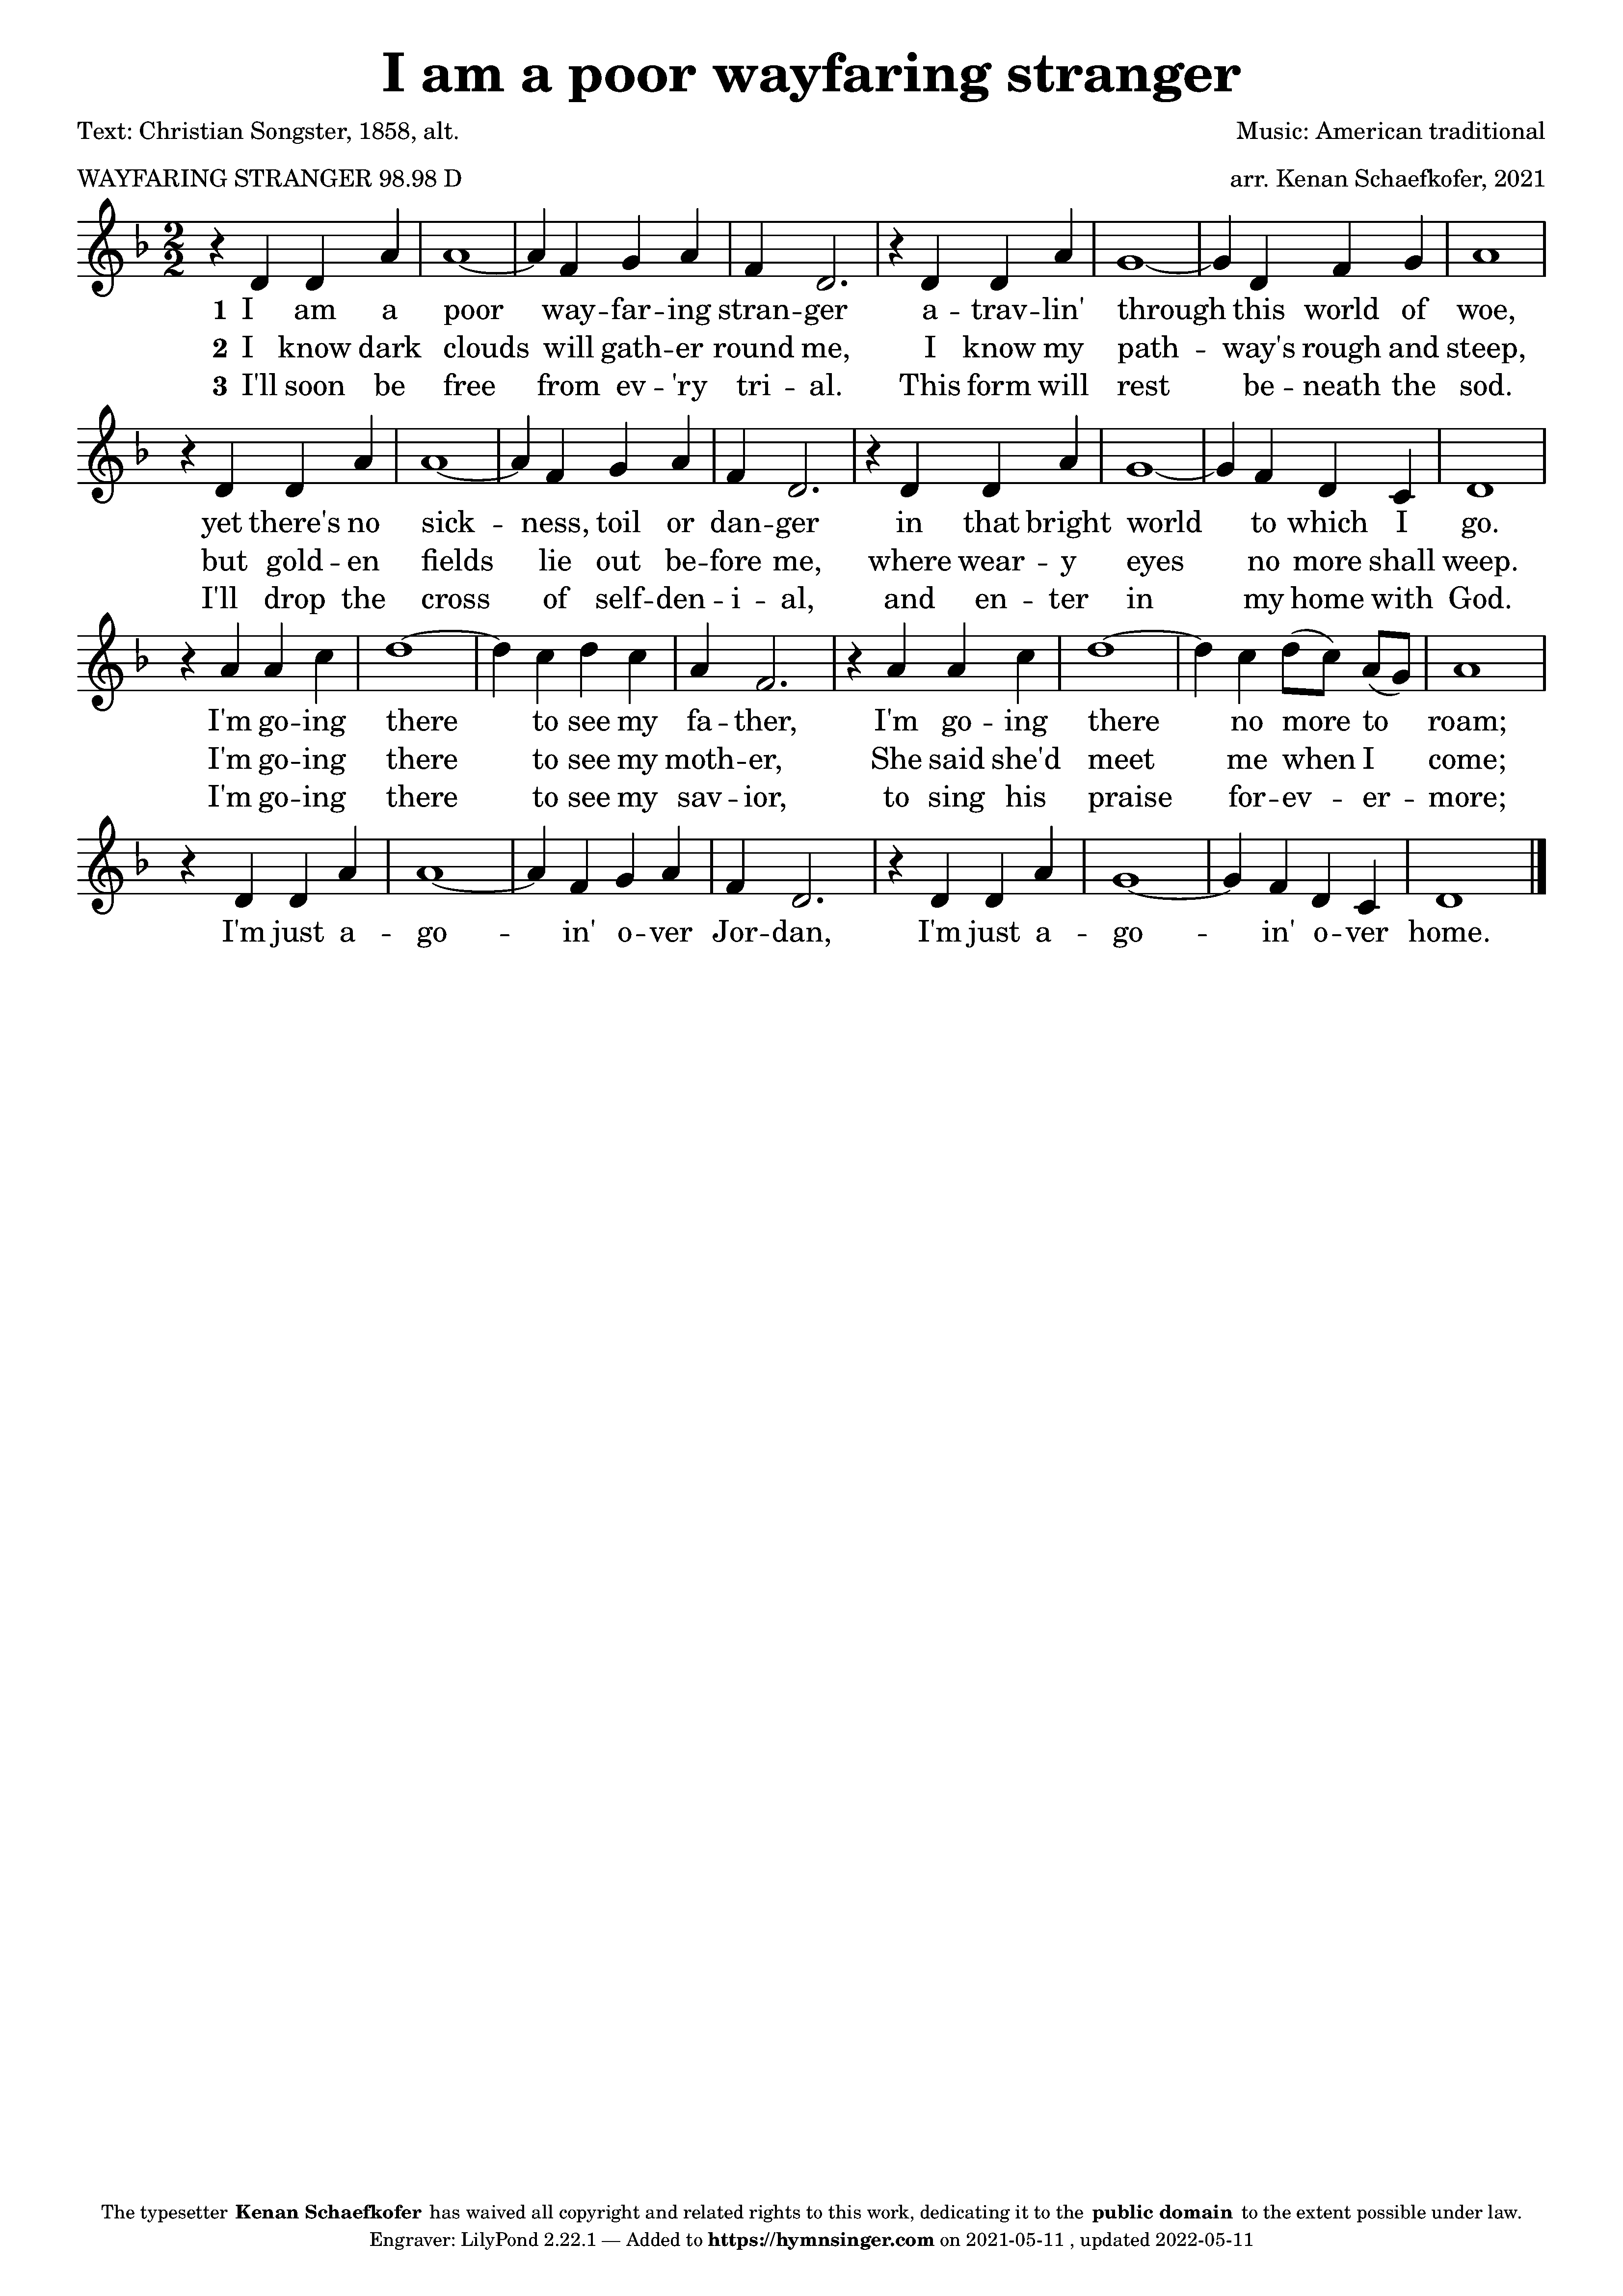 I am a poor wayfaring stranger
Text: Christian Songster, 1858, alt. Music: American traditional
WAYFARING STRANGER 98.98 D arr. Kenan Schaefkofer, 2021
1 I am a poor way -- far -- ing stran -- ger a -- trav -- lin' through this world of woe,
2 I know dark clouds will gath -- er round me, I know my path -- way's rough and steep,
3 I'll soon be free from ev -- 'ry tri -- al. This form will rest be -- neath the sod.
yet there's no sick -- ness, toil or dan -- ger in that bright world to which I go.
but gold -- en fields lie out be -- fore me, where wear -- y eyes no more shall weep.
I'll drop the cross of self -- den -- i -- al, and en -- ter in my home with God.
I'm go -- ing there to see my fa -- ther, I'm go -- ing there no more to roam;
I'm go -- ing there to see my moth -- er, She said she'd meet me when I come;
I'm go -- ing there to see my sav -- ior, to sing his praise for -- ev -- er -- more;
I'm just a -- go -- in' o -- ver Jor -- dan, I'm just a -- go -- in' o -- ver home.
The typesetter Kenan Schaefkofer has waived all copyright and related rights to this work, dedicating it to the public domain to the extent possible under law.
Engraver: LilyPond 2.22.1 — Added to https://hymnsinger.com on 2021-05-11 , updated 2022-05-11